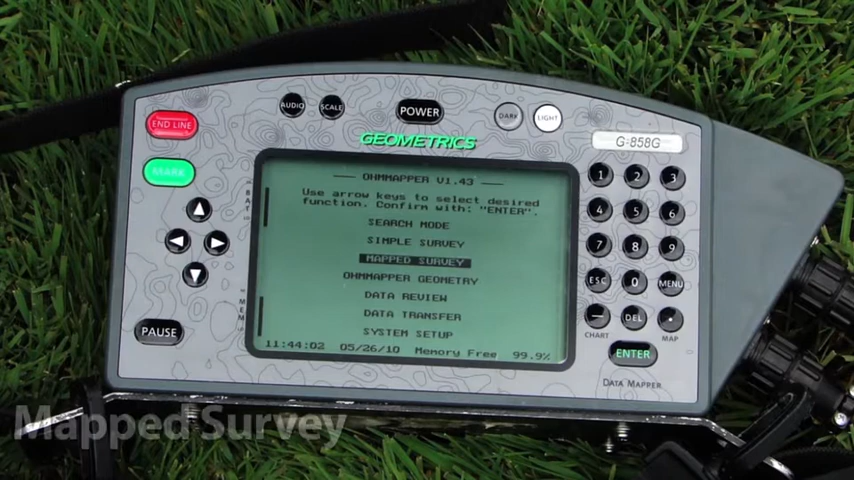 AUDIO
SCALE
POWER
DARK
LIGHT
END LINE
GEOMETRICS
G-858G
MARK
OHMMAPPER V1.43
Use arrow keys to select desired
function. Confirm with: "ENTER".
SEARCH MODE
SIMPLE SURVEY
MAPPED SURVEY
OHMMAPPER GEOMETRY
DATA REVIEW
DATA TRANSFER
SYSTEM SETUP
11:44:02 05/26/10 Memory Free 99.9%
BAT
MEM
1 2 3
4 5 6
7 8 9
ESC 0 MENU
DEL
CHART MAP
PAUSE
ENTER
DATA MAPPER
Mapped Survey